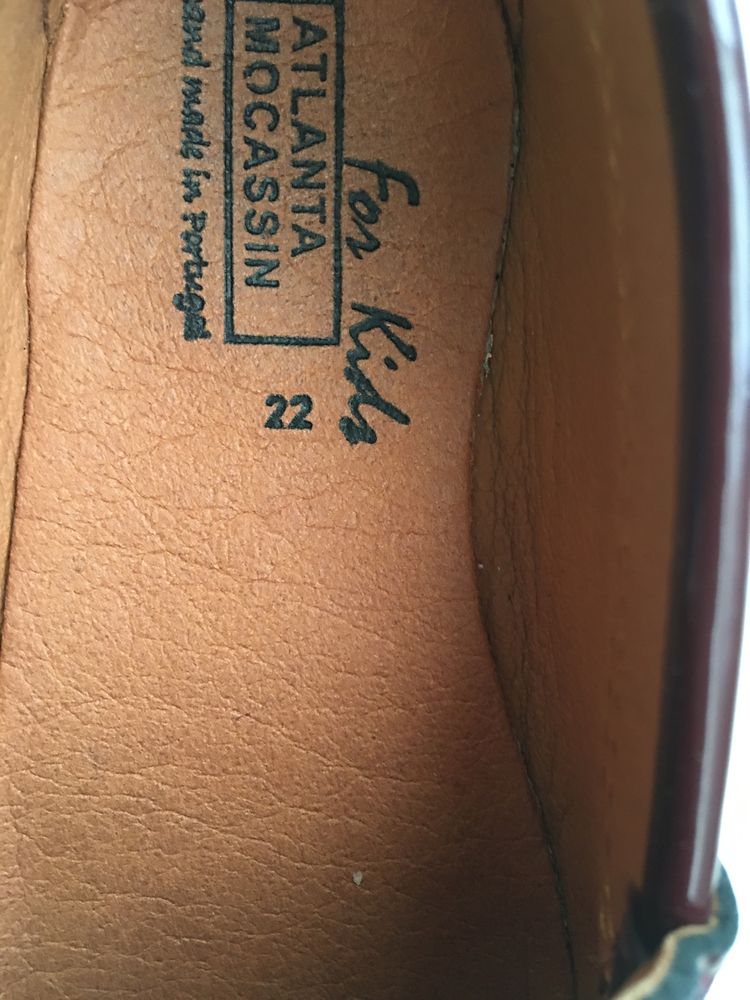 For Kids
ATLANTA
MOCASSIN
hand made in Portugal
22